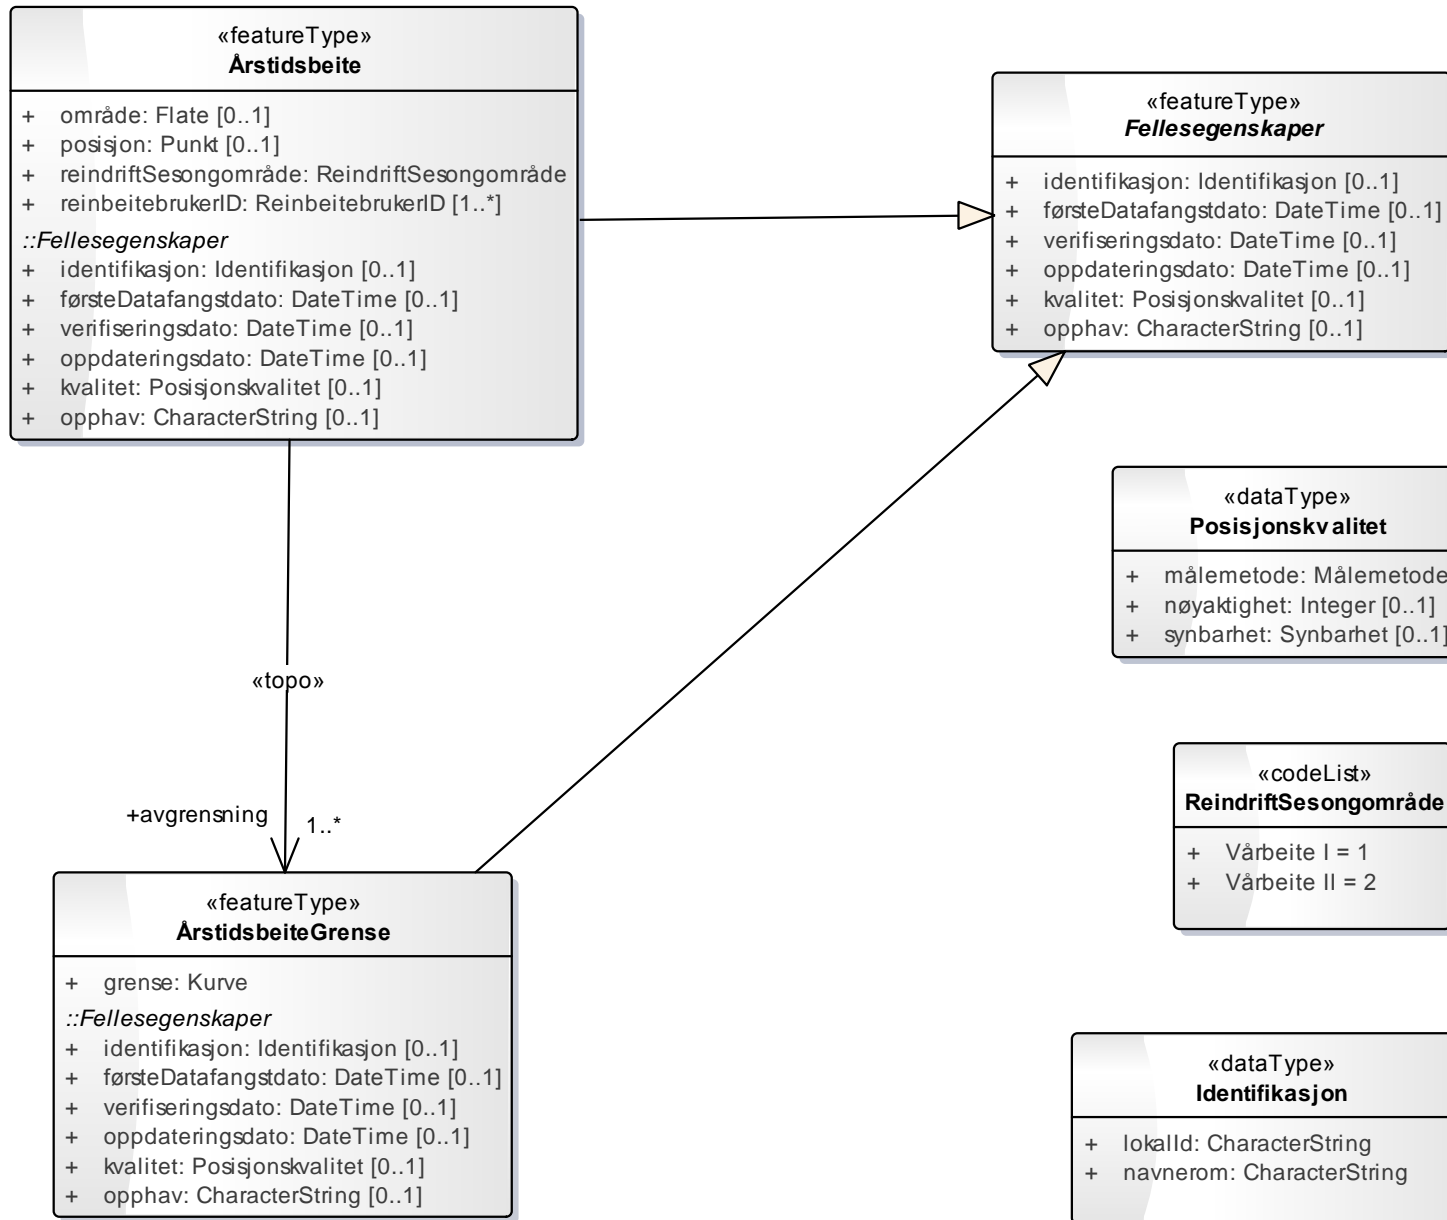 «featureType»
Årstidsbeite
+ område: Flate [0..1]
+ posisjon: Punkt [0..1]
+ reindriftSesongområde: ReindriftSesongområde
+ reinbeitebrukerID: ReinbeitebrukerID [1..*]
::Fellesegenskaper
+ identifikasjon: Identifikasjon [0..1]
+ førsteDatafangstdato: DateTime [0..1]
+ verifiseringsdato: DateTime [0..1]
+ oppdateringsdato: DateTime [0..1]
+ kvalitet: Posisjonskvalitet [0..1]
+ opphav: CharacterString [0..1]
«featureType»
Fellesegenskaper
+ identifikasjon: Identifikasjon [0..1]
+ førsteDatafangstdato: DateTime [0..1]
+ verifiseringsdato: DateTime [0..1]
+ oppdateringsdato: DateTime [0..1]
+ kvalitet: Posisjonskvalitet [0..1]
+ opphav: CharacterString [0..1]
«dataType»
Posisjonskvalitet
+ målemetode: Målemetode
+ nøyaktighet: Integer [0..1]
+ synbarhet: Synbarhet [0..1]
«topo»
+avgrensning
1..*
«codeList»
ReindriftSesongområde
+ Vårbeite I = 1
+ Vårbeite II = 2
«featureType»
ÅrstidsbeiteGrense
+ grense: Kurve
::Fellesegenskaper
+ identifikasjon: Identifikasjon [0..1]
+ førsteDatafangstdato: DateTime [0..1]
+ verifiseringsdato: DateTime [0..1]
+ oppdateringsdato: DateTime [0..1]
+ kvalitet: Posisjonskvalitet [0..1]
+ opphav: CharacterString [0..1]
«dataType»
Identifikasjon
+ lokalId: CharacterString
+ navnerom: CharacterString